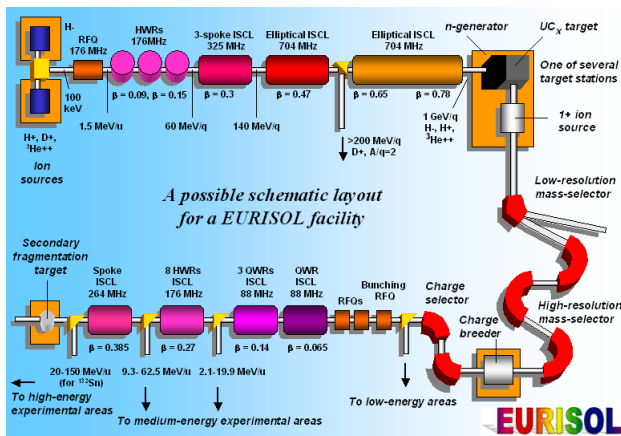 H-
RFQ
176 MHz
HWRs
176MHz
3-spoke ISCL
325 MHz
Elliptical ISCL
704 MHz
Elliptical ISCL
704 MHz
n-generator
UCX target
One of several
target stations
100
keV
β = 0.09, β = 0.15
β = 0.3
β = 0.47
β = 0.65
β = 0.78
1.5 MeV/u
60 MeV/q
140 MeV/q
>200 MeV/q
D+, A/q=2
1 GeV/q
H-, H+,
3He++
1+ ion
source
H+, D+,
3He++
ion
sources
A possible schematic layout
for a EURISOL facility
Low-resolution
mass-selector
Secondary
fragmentation
target
Spoke
ISCL
264 MHz
8 HWRs
ISCL
176 MHz
3 QWRs
ISCL
88 MHz
QWR
ISCL
88 MHz
RFQs
Bunching
RFQ
Charge
selector
Charge
breeder
High-resolution
mass-selector
β = 0.385
β = 0.27
β = 0.14
β = 0.065
20-150 MeV/u
(for 132Sn)
9.3- 62.5 MeV/u
2.1-19.9 MeV/u
To high-energy
experimental areas
To medium-energy experimental areas
To low-energy areas
EURISOL